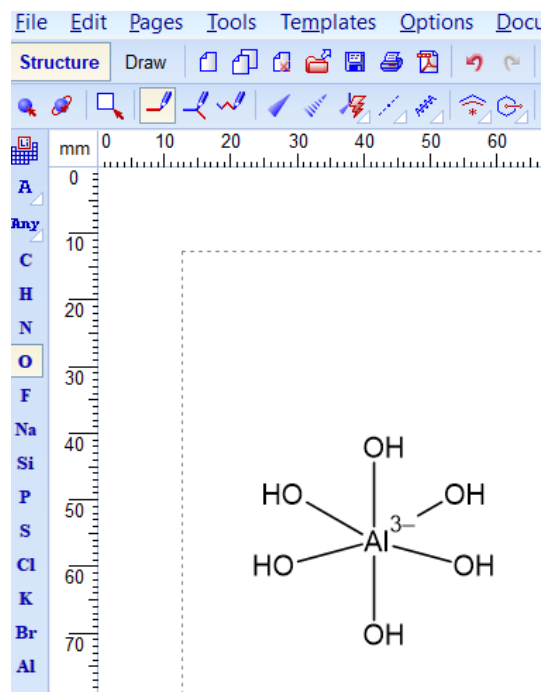 File Edit Pages Tools Templates Options Docu
Structure Draw
Li
mm 0 10 20 30 40 50 60
A
Any
C
H
N
O
F
Na
Si
P
S
Cl
K
Br
Al
0
10
20
30
40
50
60
70
OH
HO OH
3–
Al
HO OH
OH